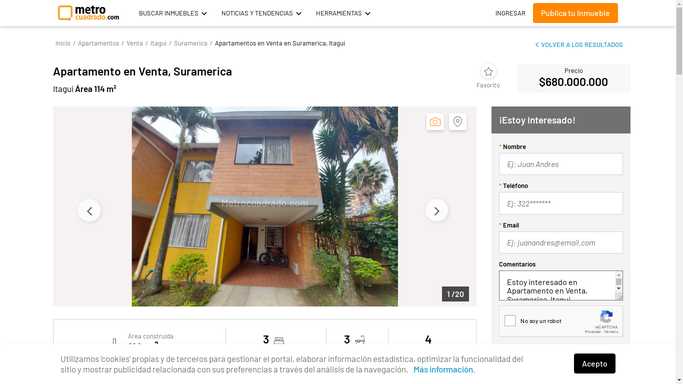 metro
cuadrado.com
BUSCAR INMUEBLES
NOTICIAS Y TENDENCIAS
HERRAMIENTAS
INGRESAR
Publica tu inmueble
Inicio / Apartamentos / Venta / Itagui / Suramerica / Apartamentos en Venta en Suramerica, Itagui
VOLVER A LOS RESULTADOS
Apartamento en Venta, Suramerica
Itagui Área 114 m²
Favorito
Precio
$680.000.000
Metrocuadrado.com
1 / 20
¡Estoy interesado!
* Nombre
Ej: Juan Andres
* Teléfono
Ej: 322*******
* Email
Ej: juanandres@email.com
Comentarios
Estoy interesado en
Apartamento en Venta,
Suramerica, Itagui
No soy un robot
reCAPTCHA
Privacidad - Términos
Área construida
3
3
4
Utilizamos 'cookies' propias y de terceros para gestionar el portal, elaborar información estadística, optimizar la funcionalidad del
sitio y mostrar publicidad relacionada con sus preferencias a través del análisis de la navegación. Más información.
Acepto